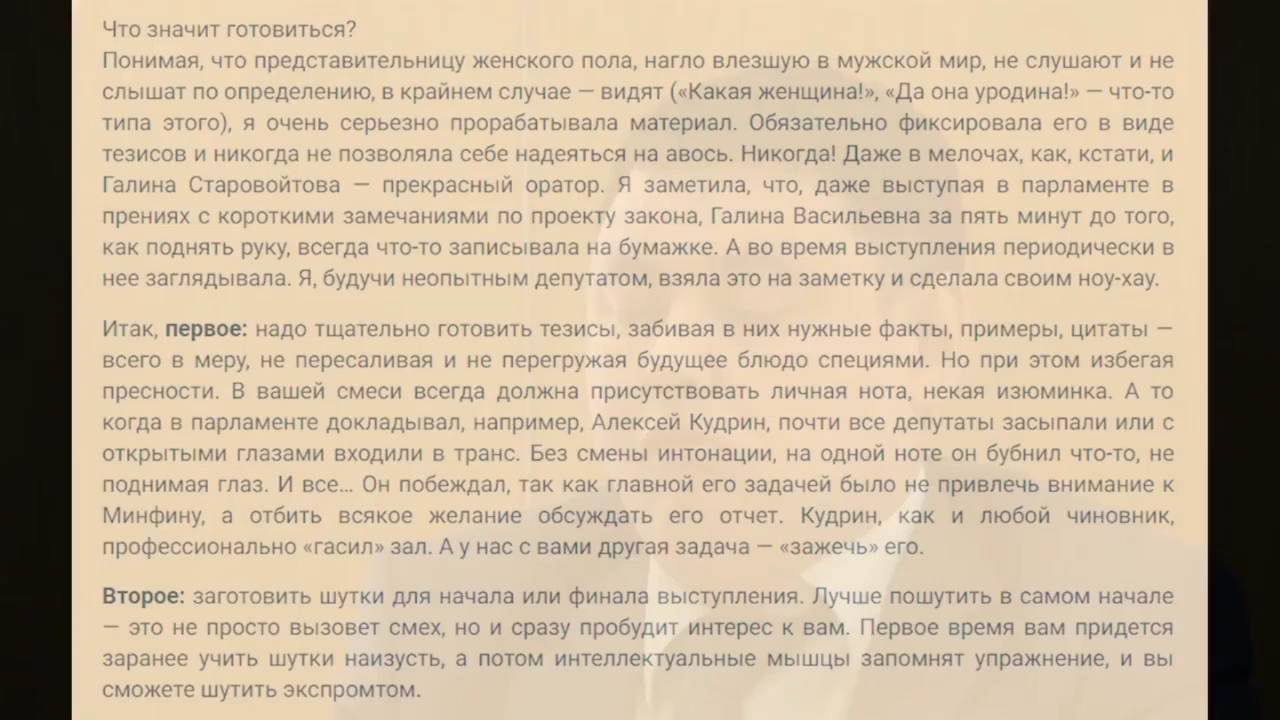 Что значит готовиться?
Понимая, что представительницу женского пола, нагло влезшую в мужской мир, не слушают и не
слышат по определению, в крайнем случае — видят («Какая женщина!», «Да она уродина!» — что-то
типа этого), я очень серьезно прорабатывала материал. Обязательно фиксировала его в виде
тезисов и никогда не позволяла себе надеяться на авось. Никогда! Даже в мелочах, как, кстати, и
Галина Старовойтова — прекрасный оратор. Я заметила, что, даже выступая в парламенте в
прениях с короткими замечаниями по проекту закона, Галина Васильевна за пять минут до того,
как поднять руку, всегда что-то записывала на бумажке. А во время выступления периодически в
нее заглядывала. Я, будучи неопытным депутатом, взяла это на заметку и сделала своим ноу-хау.
Итак, первое: надо тщательно готовить тезисы, забивая в них нужные факты, примеры, цитаты —
всего в меру, не пересаливая и не перегружая будущее блюдо специями. Но при этом избегая
пресности. В вашей смеси всегда должна присутствовать личная нота, некая изюминка. А то
когда в парламенте докладывал, например, Алексей Кудрин, почти все депутаты засыпали или с
открытыми глазами входили в транс. Без смены интонации, на одной ноте он бубнил что-то, не
поднимая глаз. И все… Он побеждал, так как главной его задачей было не привлечь внимание к
Минфину, а отбить всякое желание обсуждать его отчет. Кудрин, как и любой чиновник,
профессионально «гасил» зал. А у нас с вами другая задача — «зажечь» его.
Второе: заготовить шутки для начала или финала выступления. Лучше пошутить в самом начале
— это не просто вызовет смех, но и сразу пробудит интерес к вам. Первое время вам придется
заранее учить шутки наизусть, а потом интеллектуальные мышцы запомнят упражнение, и вы
сможете шутить экспромтом.